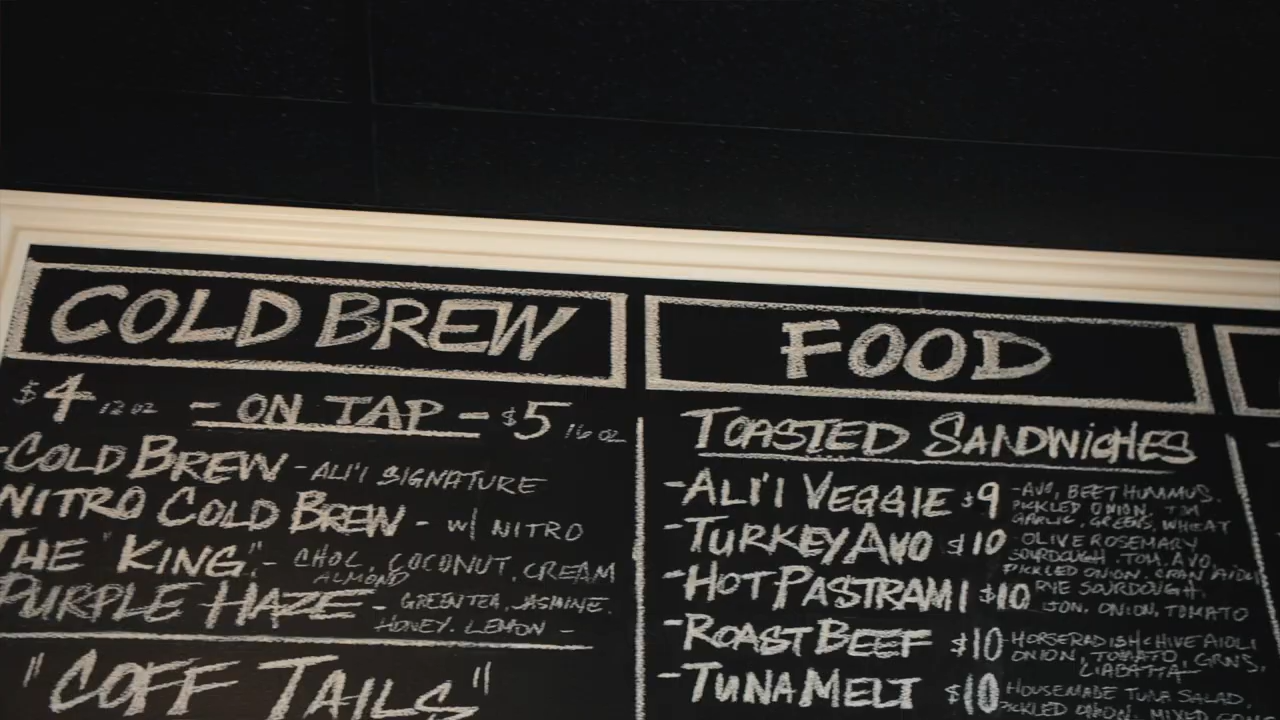 COLD BREW
$4 12 oz - ON TAP - $5 16 oz
-COLD BREW - ALI'I SIGNATURE
NITRO COLD BREW - W/ NITRO
THE "KING" - CHOC, COCONUT, CREAM
ALMOND
PURPLE HAZE - GREEN TEA, JASMINE,
HONEY, LEMON -
"COFF TAILS"
FOOD
TOASTED SANDWICHES
-ALI'I VEGGIE $9 -AVO, BEET HUMMUS,
PICKLED ONION, TOM
GARLIC, GREENS, WHEAT
-TURKEY AVO $10 - OLIVE ROSEMARY
SOURDOUGH, TOM, AVO,
PICKLED ONION, CRAN AIOLI
-HOT PASTRAMI $10 RYE SOURDOUGH,
ONION, TOMATO
-ROAST BEEF $10 HORSERADISH CHIVE AIOLI
ONION, TOMATO, GRNS,
CIABATTA
-TUNA MELT $10 HOUSEMADE TUNA SALAD,
PICKLED ONION, MIXED